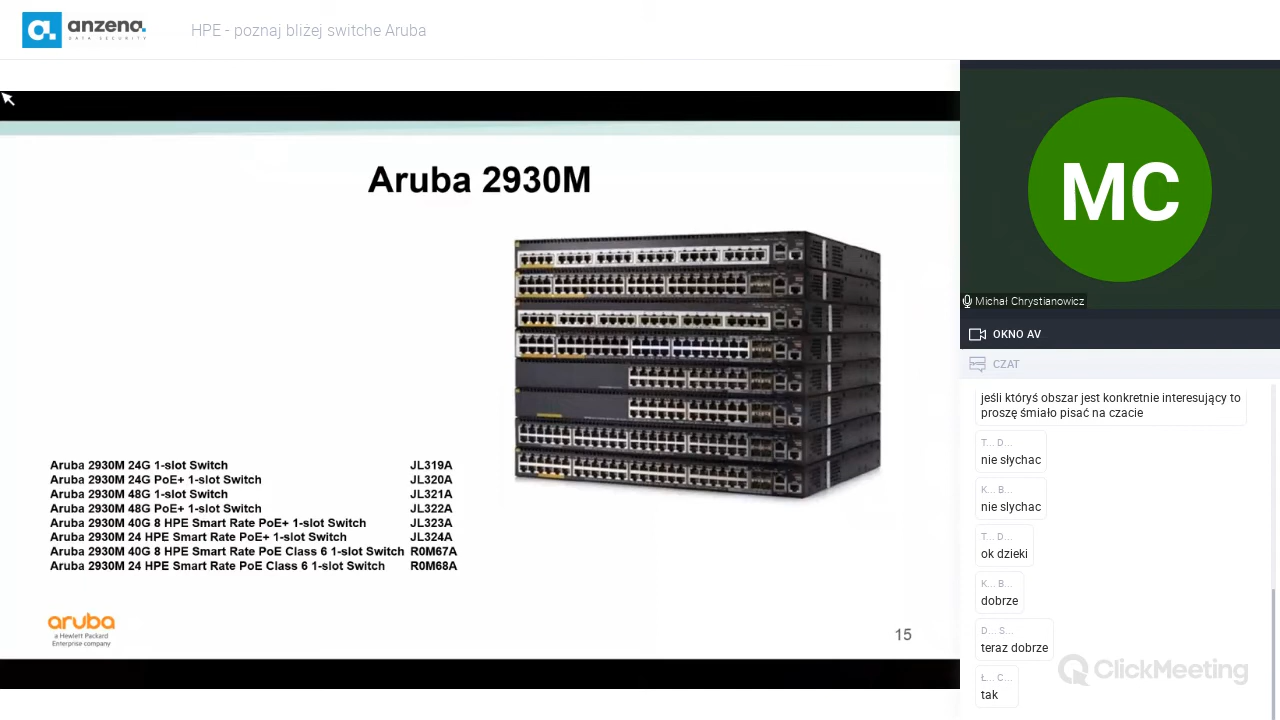 anzena.
DATA SECURITY
HPE - poznaj bliżej switche Aruba
Aruba 2930M
Aruba 2930M 24G 1-slot Switch JL319A
Aruba 2930M 24G PoE+ 1-slot Switch JL320A
Aruba 2930M 48G 1-slot Switch JL321A
Aruba 2930M 48G PoE+ 1-slot Switch JL322A
Aruba 2930M 40G 8 HPE Smart Rate PoE+ 1-slot Switch JL323A
Aruba 2930M 24 HPE Smart Rate PoE+ 1-slot Switch JL324A
Aruba 2930M 40G 8 HPE Smart Rate PoE Class 6 1-slot Switch R0M67A
Aruba 2930M 24 HPE Smart Rate PoE Class 6 1-slot Switch R0M68A
aruba
a Hewlett Packard
Enterprise company
15
MC
Michał Chrystianowicz
OKNO AV
CZAT
jeśli któryś obszar jest konkretnie interesujący to
proszę śmiało pisać na czacie
T... D...
nie słychac
K... B...
nie slychac
T... D...
ok dzieki
K... B...
dobrze
D... S...
teraz dobrze
Ł... C...
tak
ClickMeeting